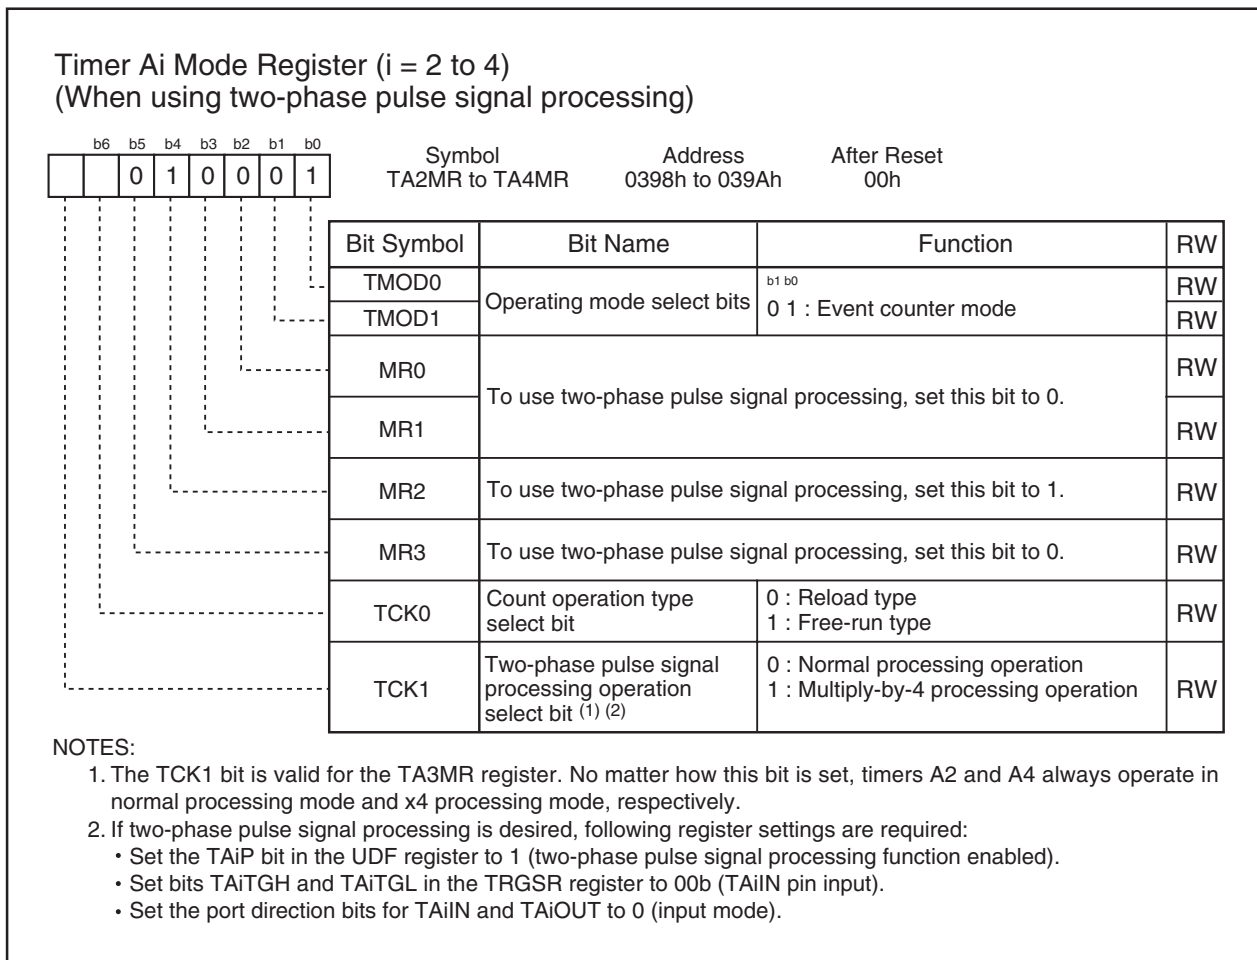 Timer Ai Mode Register (i = 2 to 4)
(When using two-phase pulse signal processing)
b6 b5 b4 b3 b2 b1 b0
0 1 0 0 0 1
Symbol Address After Reset
TA2MR to TA4MR 0398h to 039Ah 00h
Bit Symbol Bit Name Function RW
TMOD0 Operating mode select bits b1 b0 RW
TMOD1 0 1 : Event counter mode RW
MR0 To use two-phase pulse signal processing, set this bit to 0. RW
MR1 RW
MR2 To use two-phase pulse signal processing, set this bit to 1. RW
MR3 To use two-phase pulse signal processing, set this bit to 0. RW
TCK0 Count operation type 0 : Reload type RW
select bit 1 : Free-run type
Two-phase pulse signal 0 : Normal processing operation
TCK1 processing operation 1 : Multiply-by-4 processing operation RW
select bit (1) (2)
NOTES:
1. The TCK1 bit is valid for the TA3MR register. No matter how this bit is set, timers A2 and A4 always operate in
normal processing mode and x4 processing mode, respectively.
2. If two-phase pulse signal processing is desired, following register settings are required:
• Set the TAiP bit in the UDF register to 1 (two-phase pulse signal processing function enabled).
• Set bits TAiTGH and TAiTGL in the TRGSR register to 00b (TAiIN pin input).
• Set the port direction bits for TAiIN and TAiOUT to 0 (input mode).